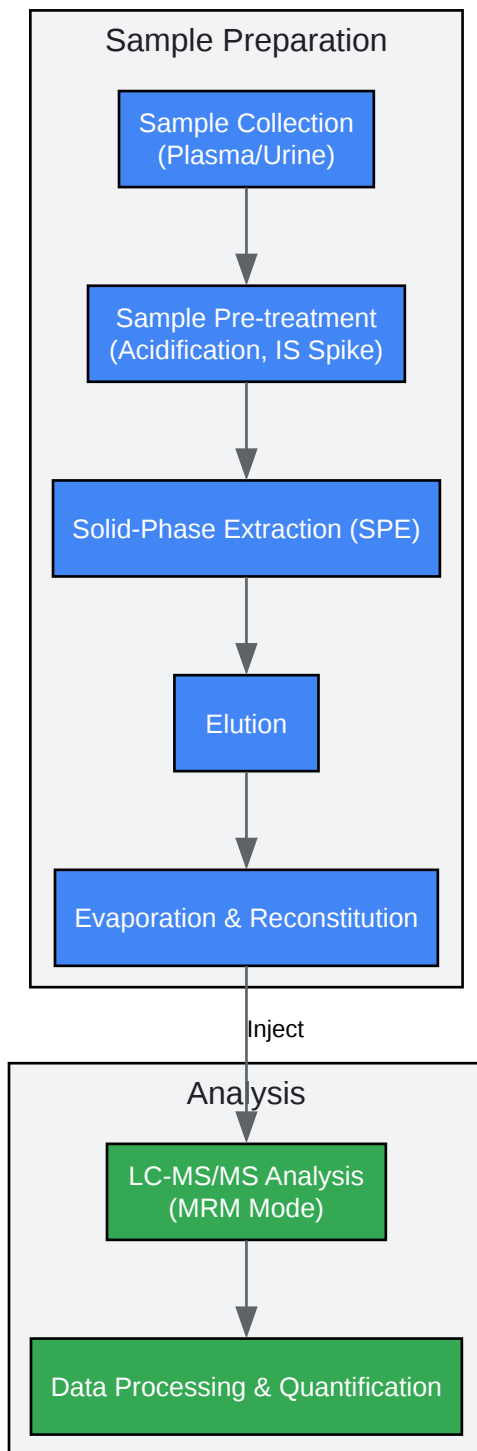 Sample Preparation
Sample Collection
(Plasma/Urine)
Sample Pre-treatment
(Acidification, IS Spike)
Solid-Phase Extraction (SPE)
Elution
Evaporation & Reconstitution
Inject
Analysis
LC-MS/MS Analysis
(MRM Mode)
Data Processing & Quantification